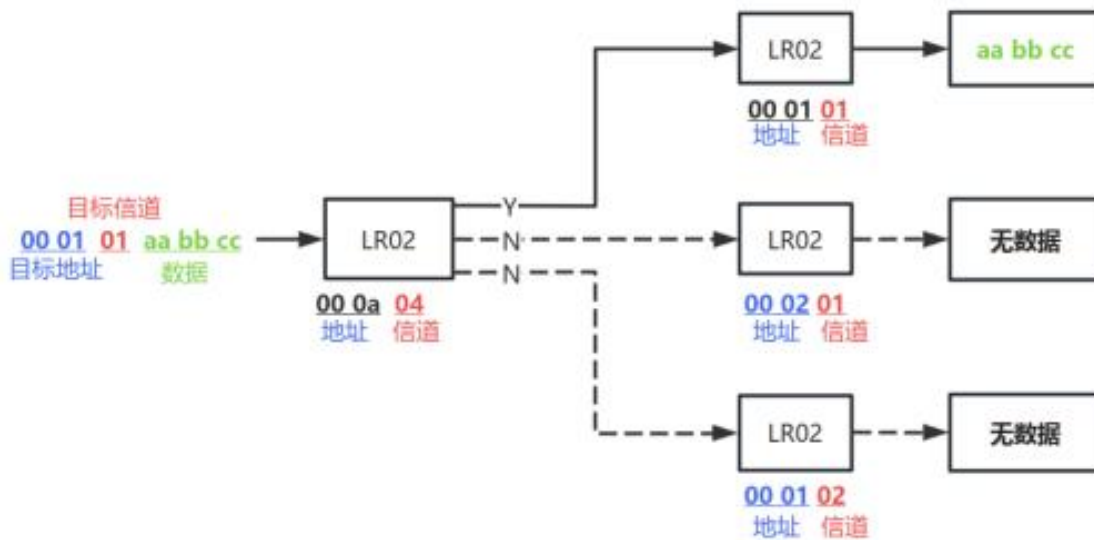 LR02
aa bb cc
00 01 01
地址 信道
目标信道
00 01 01 aa bb cc
目标地址 数据
LR02
00 0a 04
地址 信道
Y
N
N
LR02
无数据
00 02 01
地址 信道
LR02
无数据
00 01 02
地址 信道